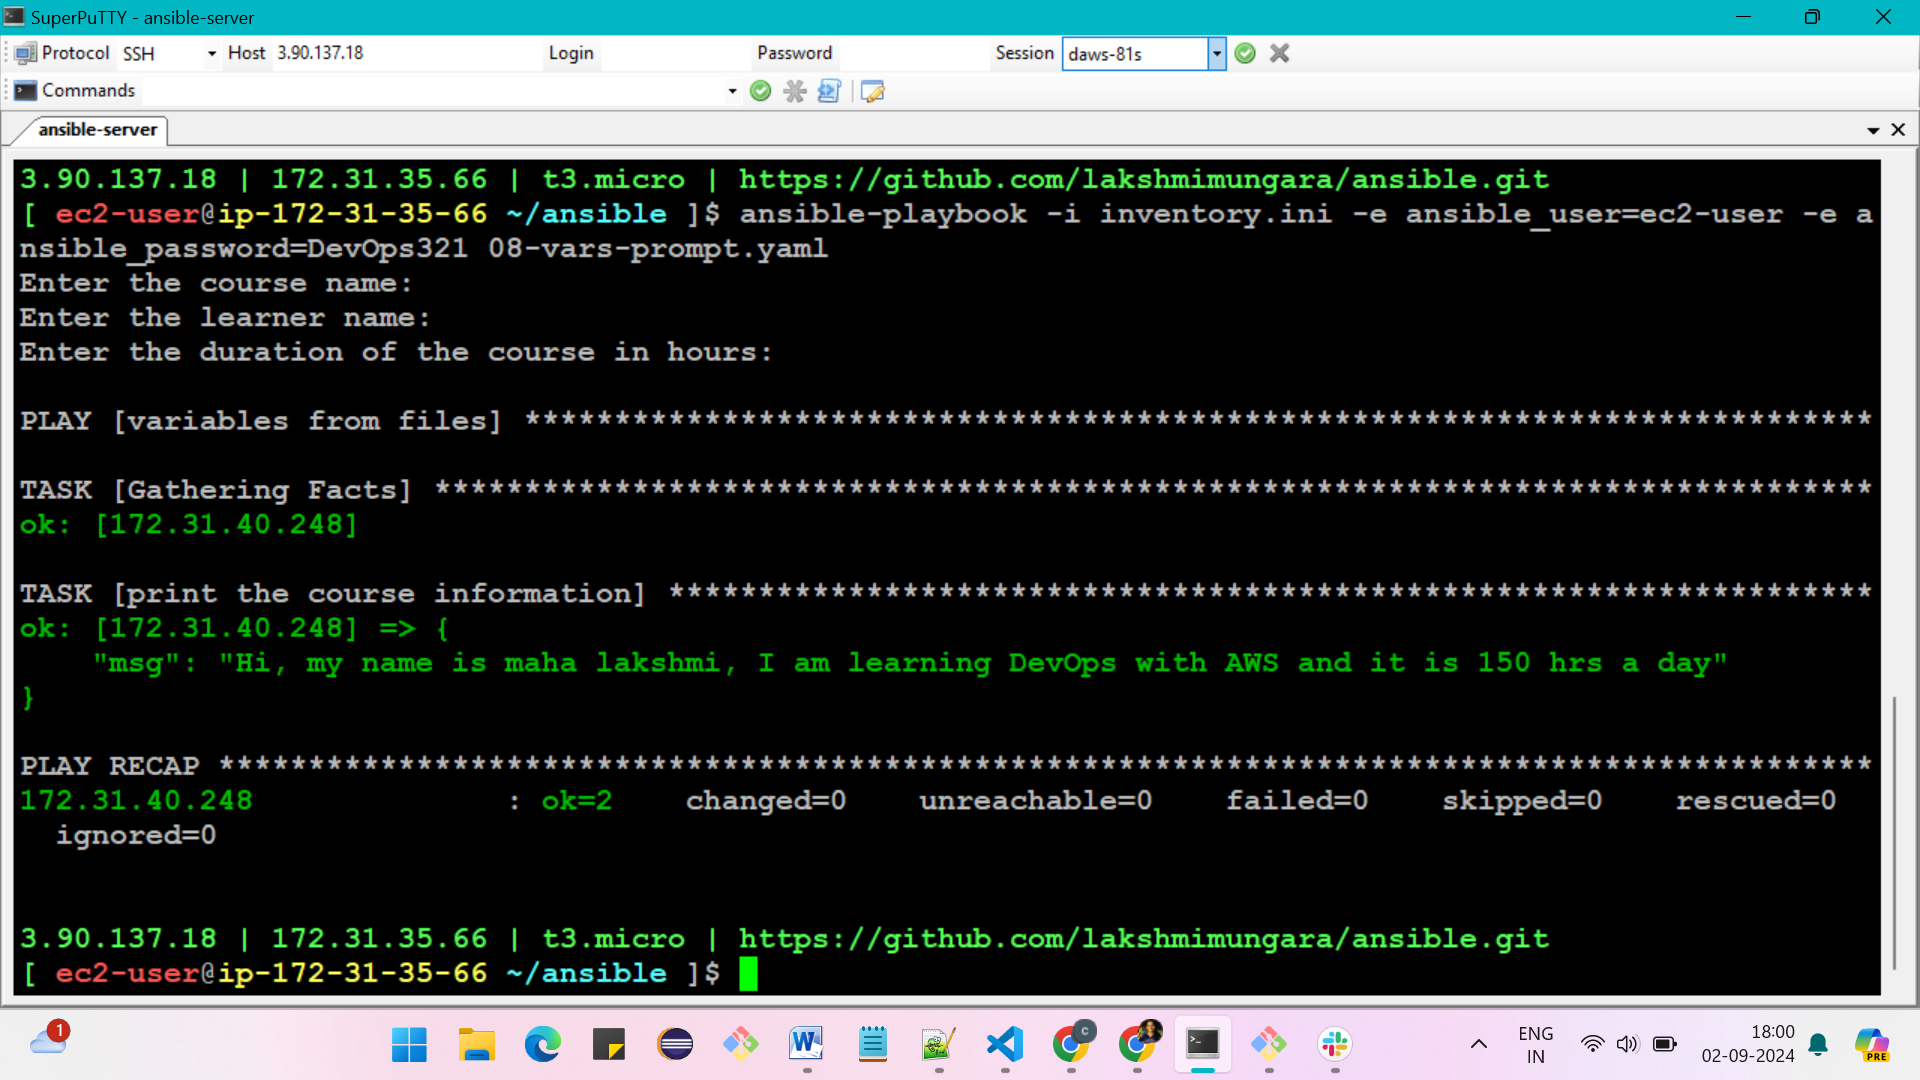 SuperPuTTY - ansible-server
Protocol SSH Host 3.90.137.18 Login Password Session daws-81s
Commands
ansible-server
3.90.137.18 | 172.31.35.66 | t3.micro | https://github.com/lakshmimungara/ansible.git
[ ec2-user@ip-172-31-35-66 ~/ansible ]$ ansible-playbook -i inventory.ini -e ansible_user=ec2-user -e a
nsible_password=DevOps321 08-vars-prompt.yaml
Enter the course name:
Enter the learner name:
Enter the duration of the course in hours:
PLAY [variables from files] ***************************************************************************
TASK [Gathering Facts] ********************************************************************************
ok: [172.31.40.248]
TASK [print the course information] *******************************************************************
ok: [172.31.40.248] => {
    "msg": "Hi, my name is maha lakshmi, I am learning DevOps with AWS and it is 150 hrs a day"
}
PLAY RECAP ********************************************************************************************
172.31.40.248              : ok=2    changed=0    unreachable=0    failed=0    skipped=0    rescued=0
  ignored=0
3.90.137.18 | 172.31.35.66 | t3.micro | https://github.com/lakshmimungara/ansible.git
[ ec2-user@ip-172-31-35-66 ~/ansible ]$
1
W
C
ENG
IN
18:00
02-09-2024
PRE